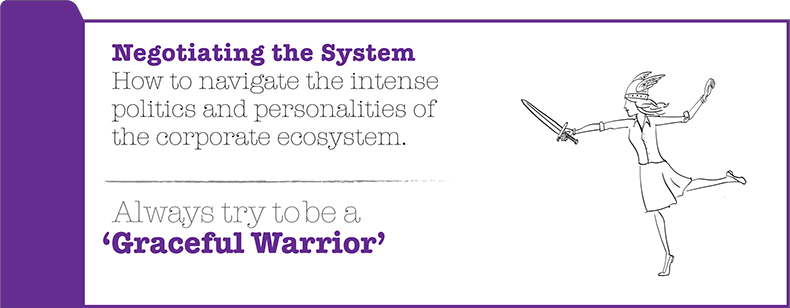 Negotiating the System
How to navigate the intense
politics and personalities of
the corporate ecosystem.
Always try to be a
‘Graceful Warrior’